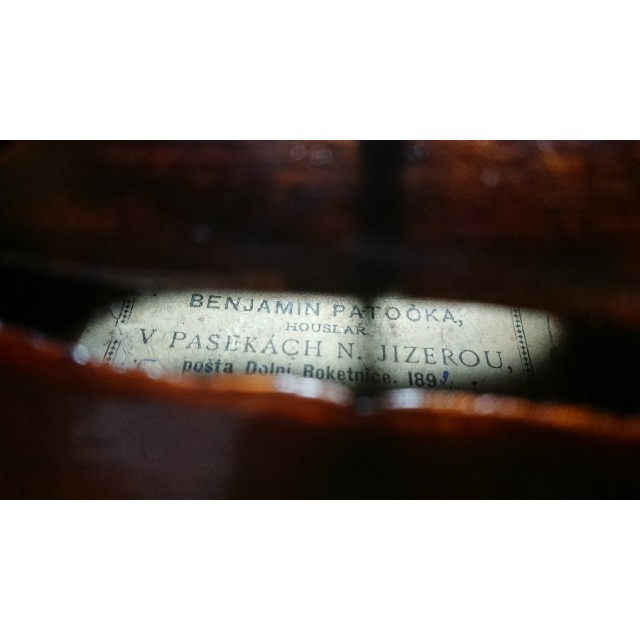 BENJAMIN PATOČKA,
HOUSLAŘ
V PASEKÁCH N. JIZEROU,
pošta Dolní Roketnice. 189